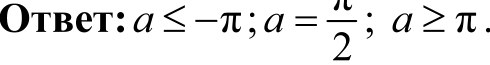 Ответ: a ≤ −π; a = π/2; a ≥ π.